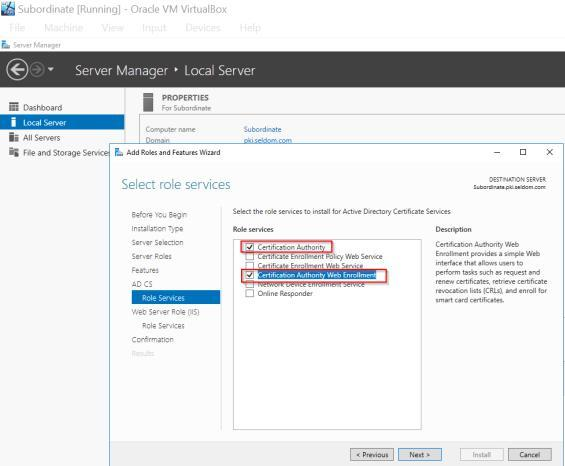 Subordinate [Running] - Oracle VM VirtualBox
File Machine View Input Devices Help
Server Manager
Server Manager ‣ Local Server
Dashboard
Local Server
All Servers
File and Storage Services
PROPERTIES
For Subordinate
Computer name Subordinate
Domain pki.seldom.com
Add Roles and Features Wizard
Select role services
DESTINATION SERVER
Subordinate.pki.seldom.com
Before You Begin
Installation Type
Server Selection
Server Roles
Features
AD CS
Role Services
Web Server Role (IIS)
Role Services
Confirmation
Results
Select the role services to install for Active Directory Certificate Services
Role services
Certification Authority
Certificate Enrollment Policy Web Service
Certificate Enrollment Web Service
Certification Authority Web Enrollment
Network Device Enrollment Service
Online Responder
Description
Certification Authority Web
Enrollment provides a simple Web
interface that allows users to
perform tasks such as request and
renew certificates, retrieve certificate
revocation lists (CRLs), and enroll for
smart card certificates.
< Previous Next > Install Cancel